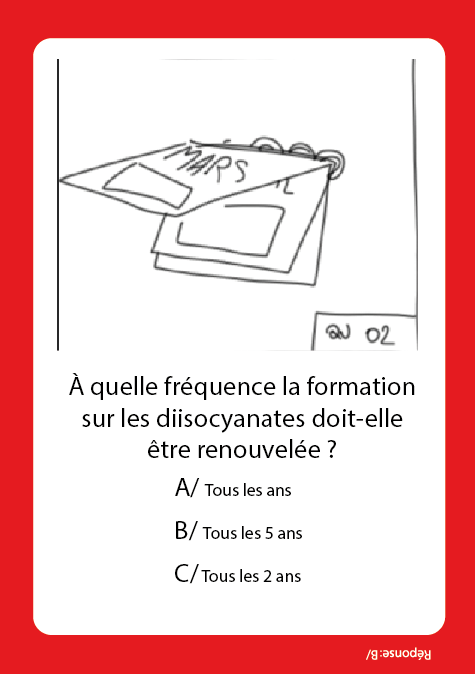 MARS
QU 02
À quelle fréquence la formation
sur les diisocyanates doit-elle
être renouvelée ?
A/ Tous les ans
B/ Tous les 5 ans
C/ Tous les 2 ans
Réponse: B/